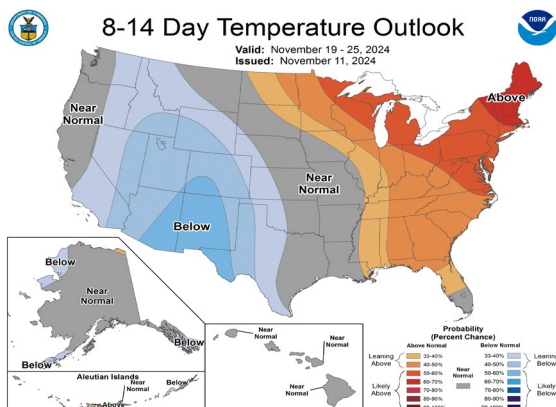 8-14 Day Temperature Outlook
Valid: November 19 - 25, 2024
Issued: November 11, 2024
NOAA
Near
Normal
Above
Near
Normal
Below
Below
Near
Normal
Below
Below
Aleutian Islands
Near
Normal
Below
Above
Near
Normal
Near
Normal
Near
Normal
Near
Normal
Probability
(Percent Chance)
Above Normal Below Normal
Leaning
Above
33-40%
40-50%
50-60%
60-70%
70-80%
80-90%
Likely
Above
Near
Normal
33-40%
40-50%
50-60%
60-70%
70-80%
80-90%
Leaning
Below
Likely
Below